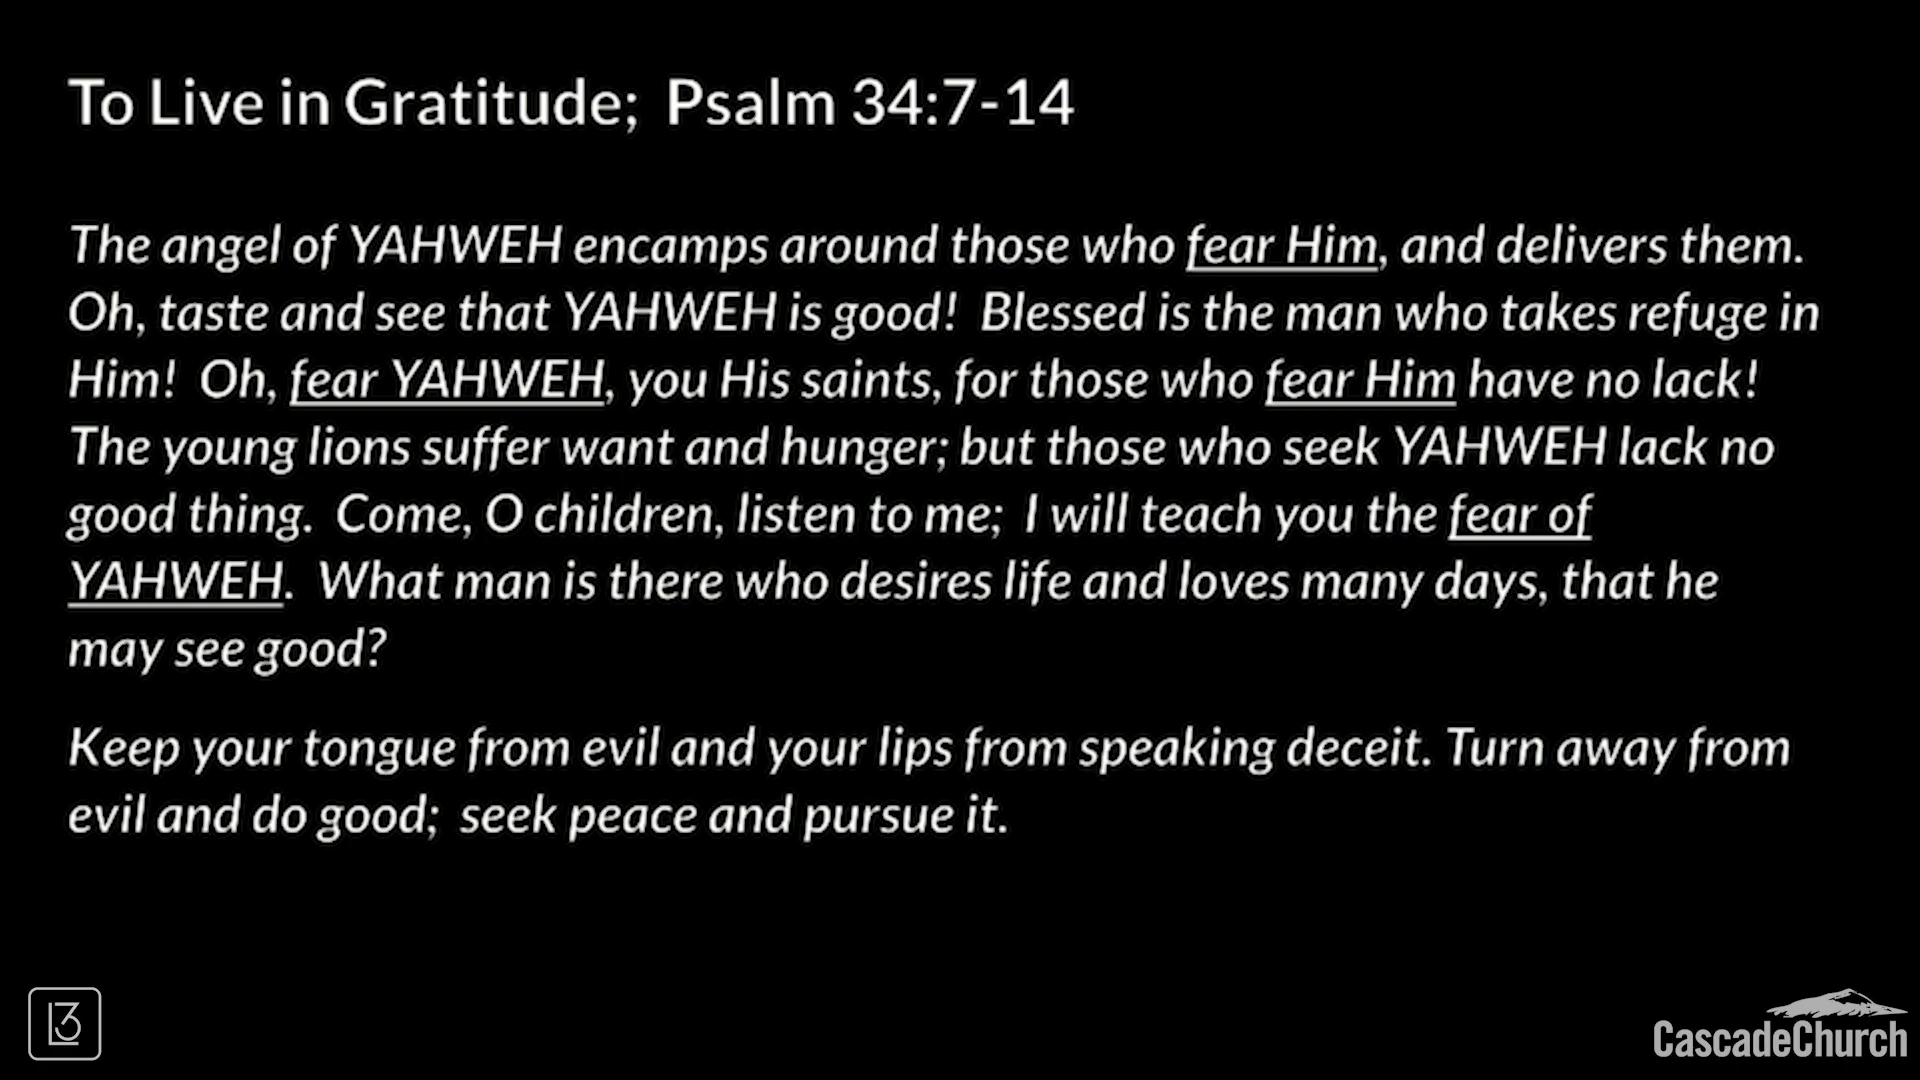 To Live in Gratitude;  Psalm 34:7-14
The angel of YAHWEH encamps around those who fear Him, and delivers them.
Oh, taste and see that YAHWEH is good!  Blessed is the man who takes refuge in
Him!  Oh, fear YAHWEH, you His saints, for those who fear Him have no lack!
The young lions suffer want and hunger; but those who seek YAHWEH lack no
good thing.  Come, O children, listen to me;  I will teach you the fear of
YAHWEH.  What man is there who desires life and loves many days, that he
may see good?
Keep your tongue from evil and your lips from speaking deceit. Turn away from
evil and do good;  seek peace and pursue it.
L3
CascadeChurch